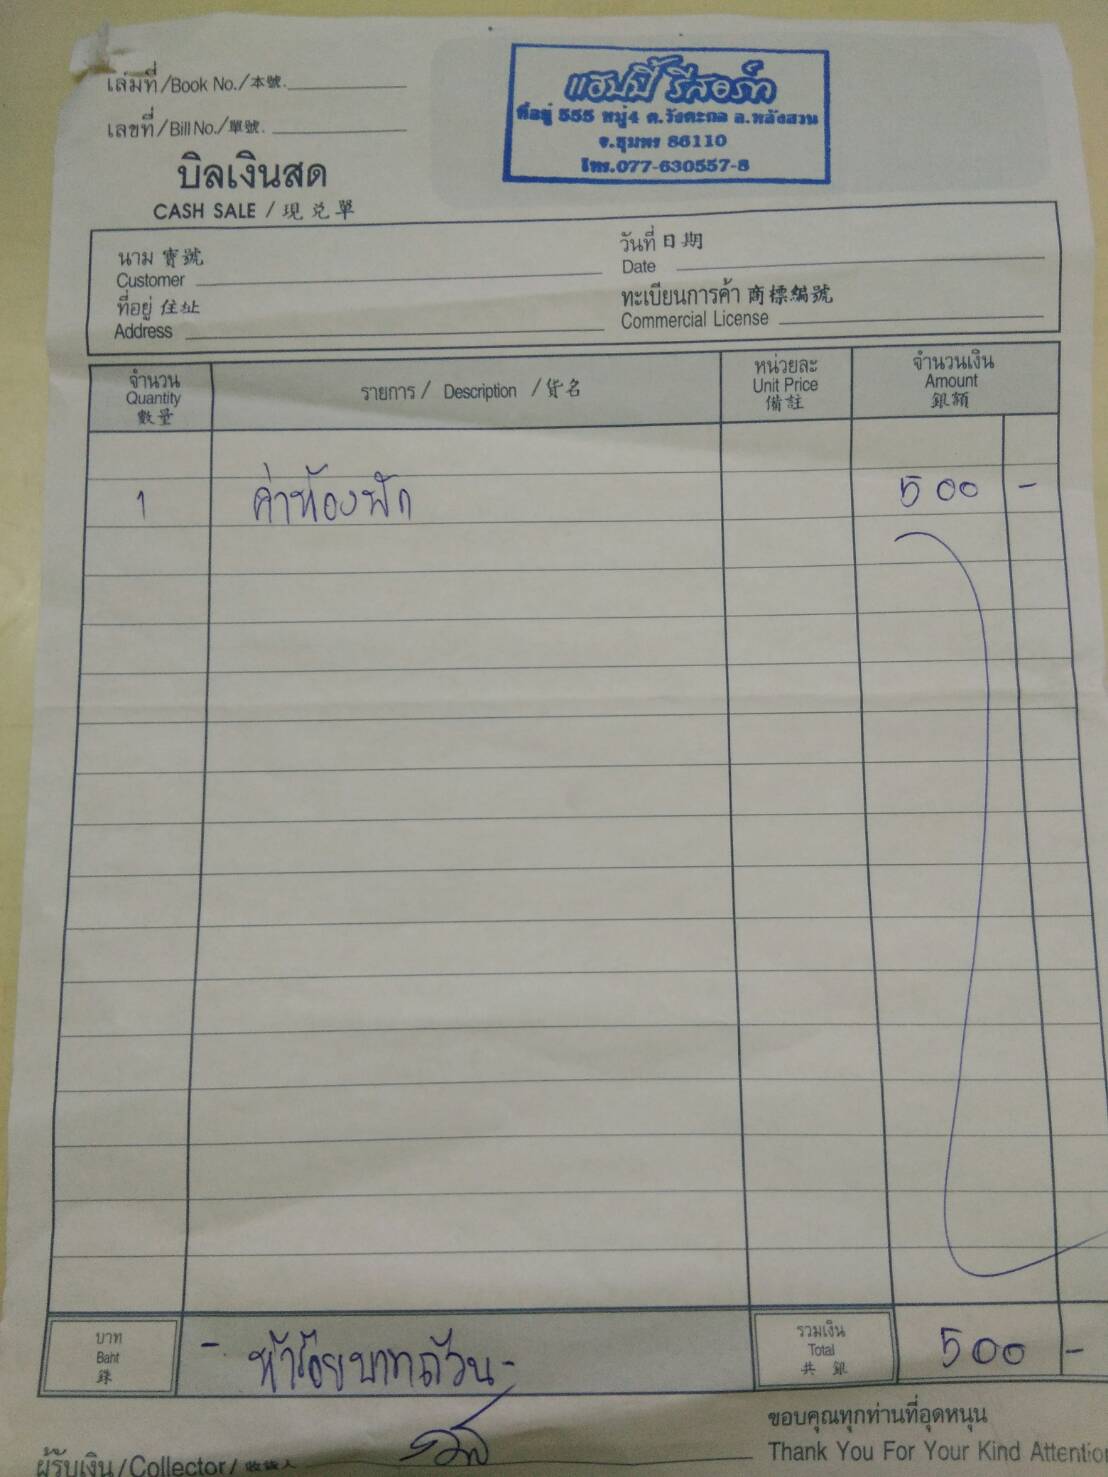 เล่มที่/Book No./本號.
เลขที่/Bill No./單號.
บิลเงินสด
CASH SALE / 現兑單
แฮปปี้ รีสอร์ท
ที่อยู่ 555 หมู่4 ต.วังตะกอ อ.หลังสวน
จ.ชุมพร 86110
โทร.077-630557-8
นาม 寶號
Customer
วันที่ 日期
Date
ที่อยู่ 住址
Address
ทะเบียนการค้า 商標編號
Commercial License
จำนวน
Quantity
數量
รายการ / Description / 貨名
หน่วยละ
Unit Price
備註
จำนวนเงิน
Amount
銀額
1 ค่าห้องพัก 500 -
บาท
Baht
銖
- ห้าร้อยบาทถ้วน -
รวมเงิน
Total
共銀
500 -
ผู้รับเงิน/Collector/收錢人
ขอบคุณทุกท่านที่อุดหนุน
Thank You For Your Kind Attention